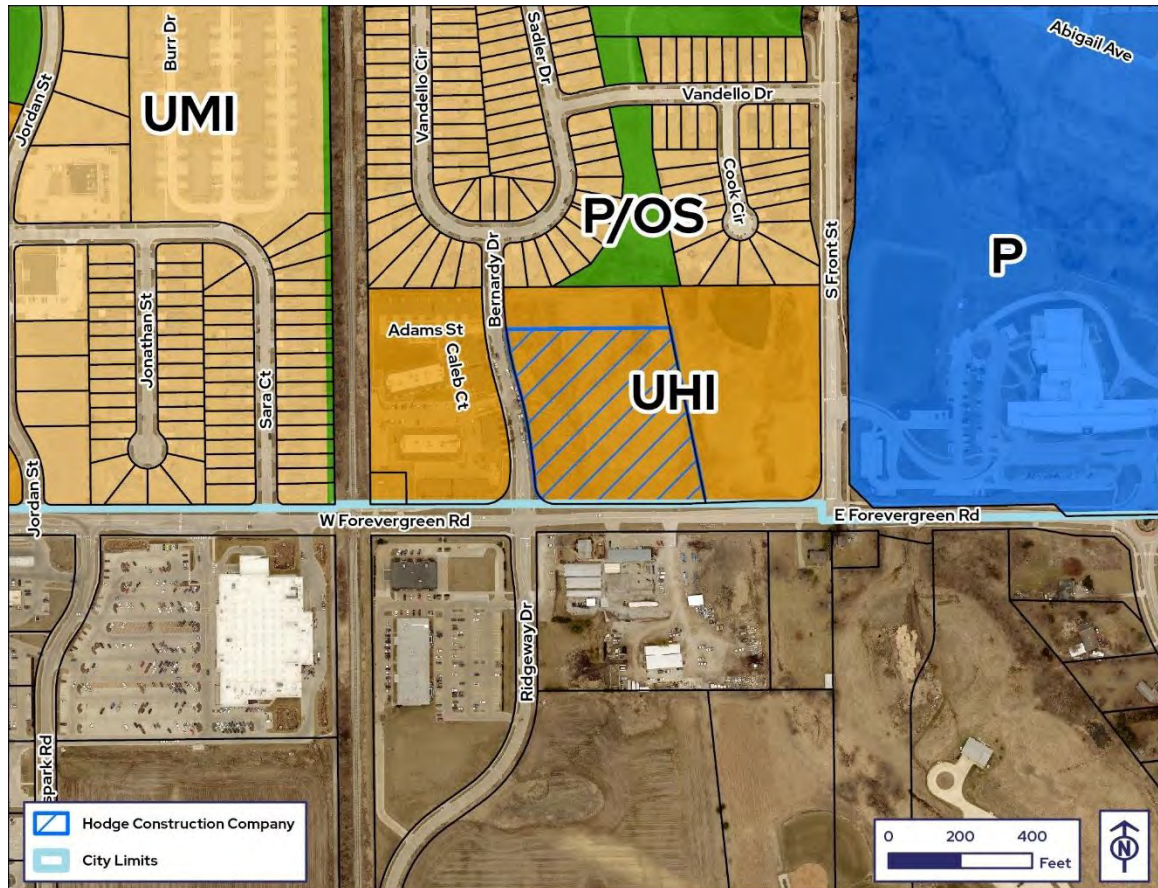 Burr Dr
Abigail Ave
Jordan St
UMI
Vandello Cir
Sadler Dr
Vandello Dr
Cook Cir
P/OS
S Front St
P
Bernardy Dr
Jonathan St
Sara Ct
Adams St
Caleb Ct
UHI
Jordan St
W Forevergreen Rd
E Forevergreen Rd
Ridgeway Dr
spark Rd
Hodge Construction Company
City Limits
0 200 400
Feet
N